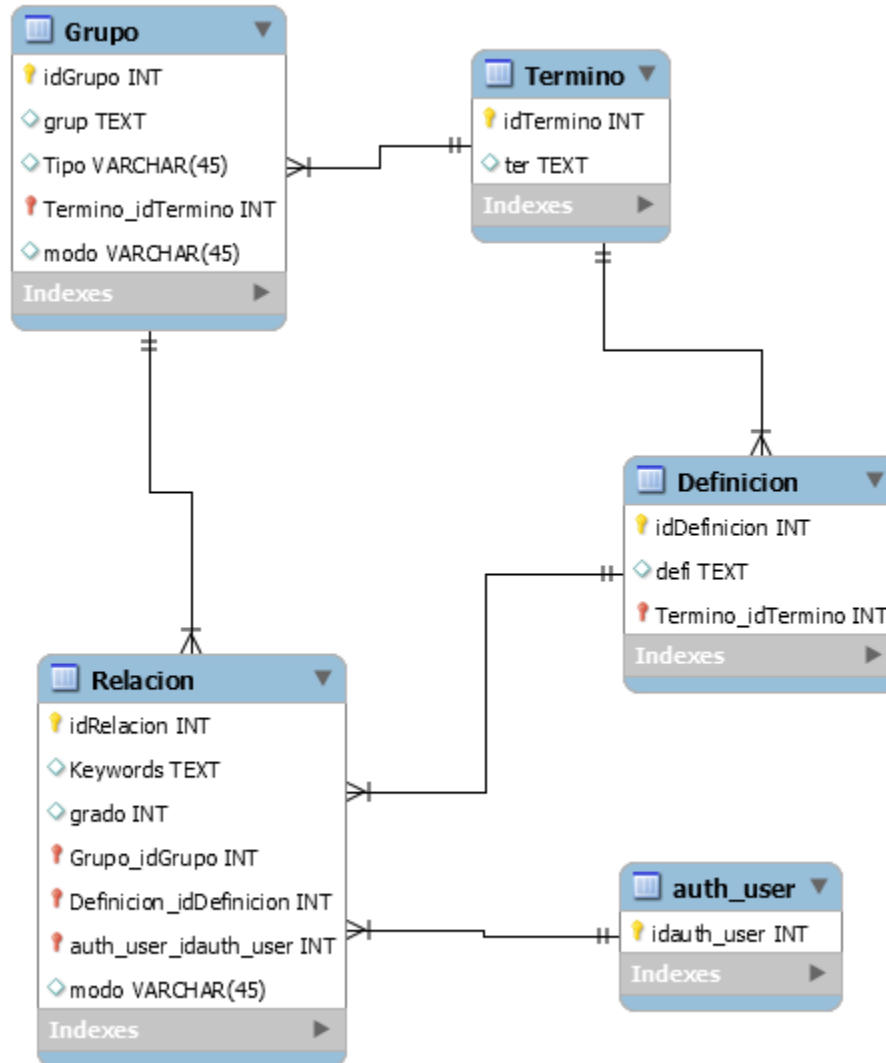 Grupo
idGrupo INT
grup TEXT
Tipo VARCHAR(45)
Termino_idTermino INT
modo VARCHAR(45)
Indexes
Termino
idTermino INT
ter TEXT
Indexes
Definicion
idDefinicion INT
defi TEXT
Termino_idTermino INT
Indexes
Relacion
idRelacion INT
Keywords TEXT
grado INT
Grupo_idGrupo INT
Definicion_idDefinicion INT
auth_user_idauth_user INT
modo VARCHAR(45)
Indexes
auth_user
idauth_user INT
Indexes